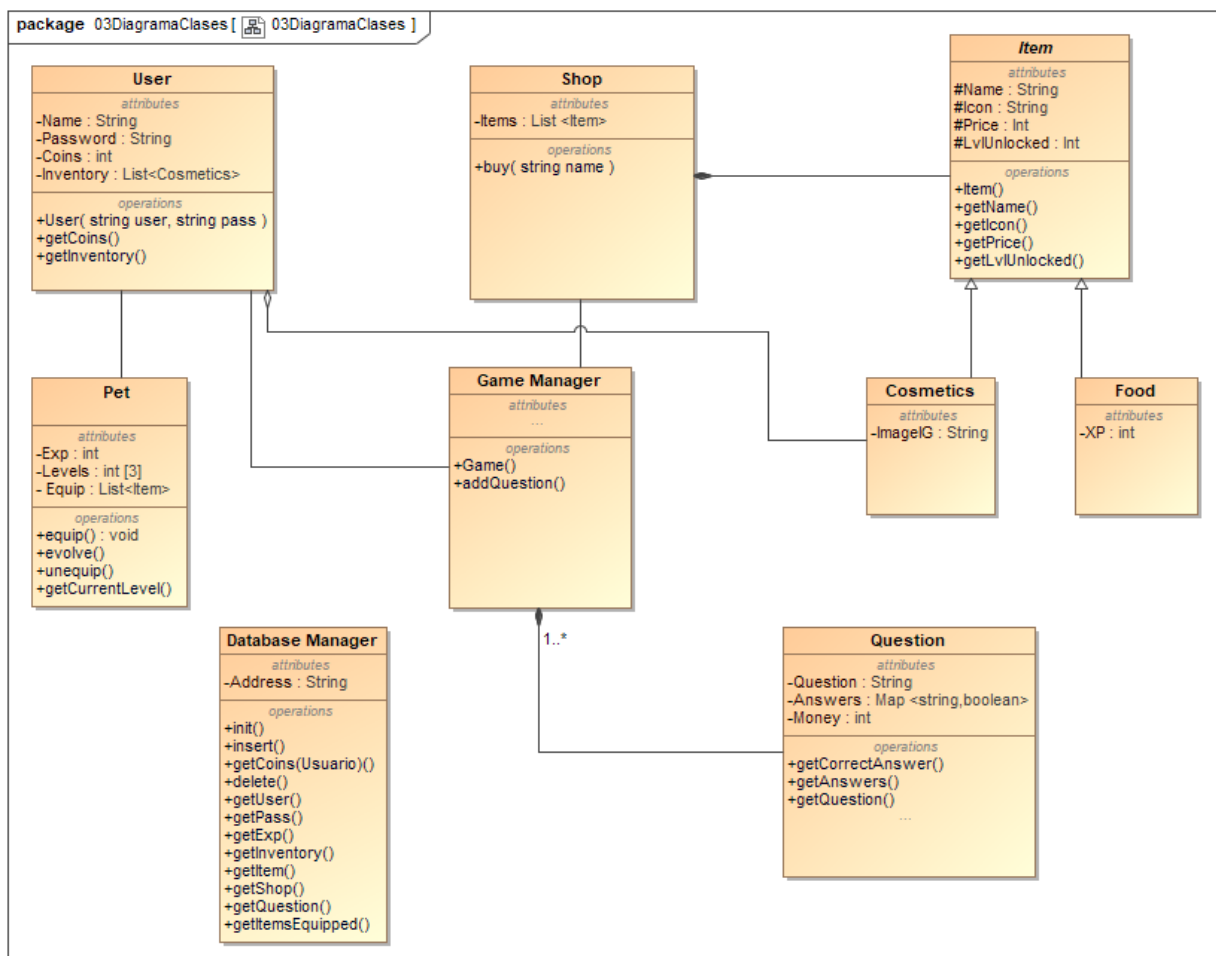 package 03DiagramaClases [ 03DiagramaClases ]
User
attributes
-Name : String
-Password : String
-Coins : int
-Inventory : List<Cosmetics>
operations
+User( string user, string pass )
+getCoins()
+getInventory()
Shop
attributes
-Items : List <Item>
operations
+buy( string name )
Item
attributes
#Name : String
#Icon : String
#Price : Int
#LvlUnlocked : Int
operations
+Item()
+getName()
+getIcon()
+getPrice()
+getLvlUnlocked()
Pet
attributes
-Exp : int
-Levels : int [3]
- Equip : List<Item>
operations
+equip() : void
+evolve()
+unequip()
+getCurrentLevel()
Game Manager
attributes
...
operations
+Game()
+addQuestion()
1..*
Cosmetics
attributes
-ImageIG : String
Food
attributes
-XP : int
Database Manager
attributes
-Address : String
operations
+init()
+insert()
+getCoins(Usuario)()
+delete()
+getUser()
+getPass()
+getExp()
+getInventory()
+getItem()
+getShop()
+getQuestion()
+getItemsEquipped()
Question
attributes
-Question : String
-Answers : Map <string,boolean>
-Money : int
operations
+getCorrectAnswer()
+getAnswers()
+getQuestion()
...